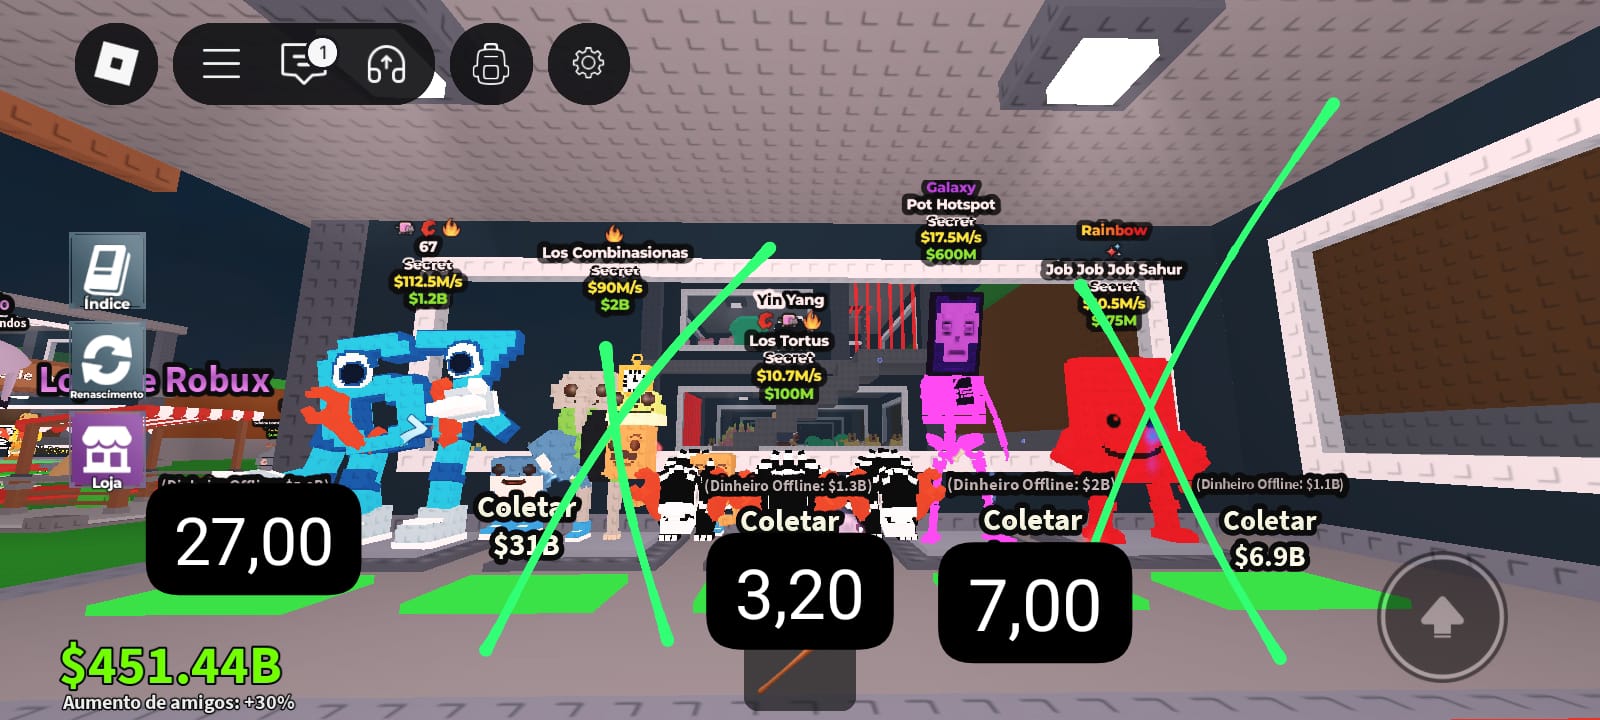 1
Galaxy
Pot Hotspot
Secret
$17.5M/s
$600M
67
Secret
$112.5M/s
$1.2B
Los Combinasionas
Secret
$90M/s
$2B
Rainbow
Job Job Job Sahur
Secret
Yin Yang
Los Tortus
Secret
$10.7M/s
$100M
Índice
Renascimento
Robux
Loja
(Dinheiro Offline: $1.3B)
(Dinheiro Offline: $2B)
(Dinheiro Offline: $1.1B)
Coletar
$31B
Coletar
Coletar
Coletar
$6.9B
27,00
3,20
7,00
$451.44B
Aumento de amigos: +30%